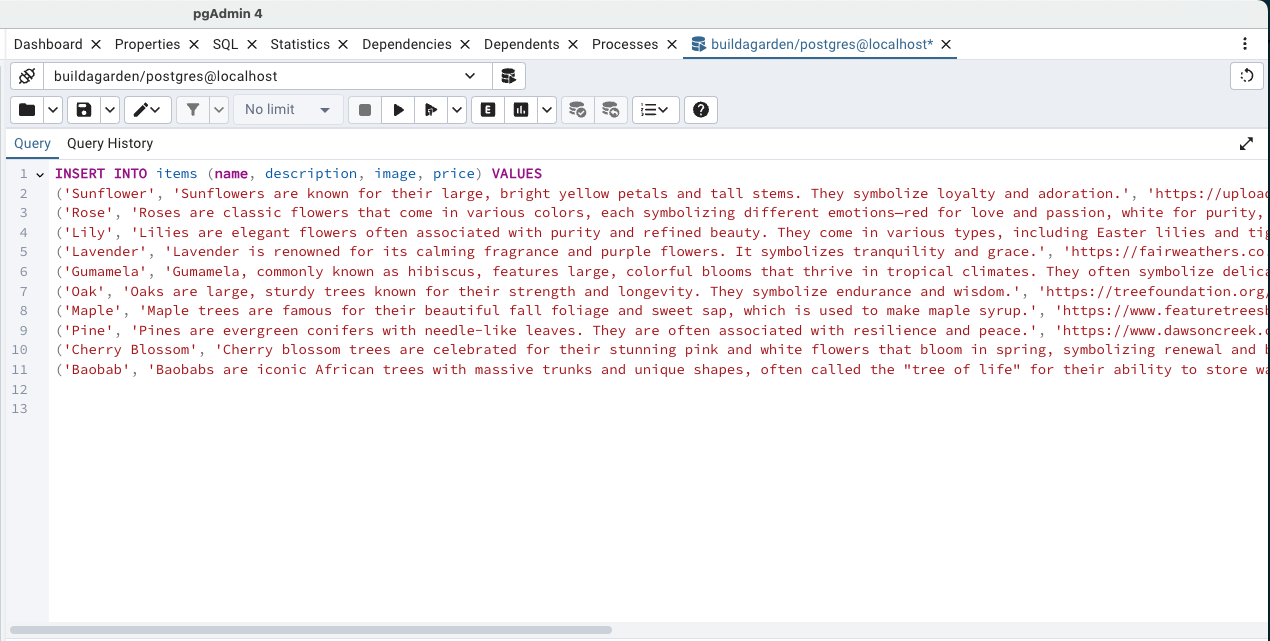 pgAdmin 4
Dashboard Properties SQL Statistics Dependencies Dependents Processes buildagarden/postgres@localhost*
buildagarden/postgres@localhost
No limit
Query Query History
1 INSERT INTO items (name, description, image, price) VALUES
2 ('Sunflower', 'Sunflowers are known for their large, bright yellow petals and tall stems. They symbolize loyalty and adoration.', 'https://upload
3 ('Rose', 'Roses are classic flowers that come in various colors, each symbolizing different emotions—red for love and passion, white for purity,
4 ('Lily', 'Lilies are elegant flowers often associated with purity and refined beauty. They come in various types, including Easter lilies and tig
5 ('Lavender', 'Lavender is renowned for its calming fragrance and purple flowers. It symbolizes tranquility and grace.', 'https://fairweathers.co
6 ('Gumamela', 'Gumamela, commonly known as hibiscus, features large, colorful blooms that thrive in tropical climates. They often symbolize delica
7 ('Oak', 'Oaks are large, sturdy trees known for their strength and longevity. They symbolize endurance and wisdom.', 'https://treefoundation.org/
8 ('Maple', 'Maple trees are famous for their beautiful fall foliage and sweet sap, which is used to make maple syrup.', 'https://www.featuretreesb
9 ('Pine', 'Pines are evergreen conifers with needle-like leaves. They are often associated with resilience and peace.', 'https://www.dawsoncreek.c
10 ('Cherry Blossom', 'Cherry blossom trees are celebrated for their stunning pink and white flowers that bloom in spring, symbolizing renewal and b
11 ('Baobab', 'Baobabs are iconic African trees with massive trunks and unique shapes, often called the "tree of life" for their ability to store wa
12
13